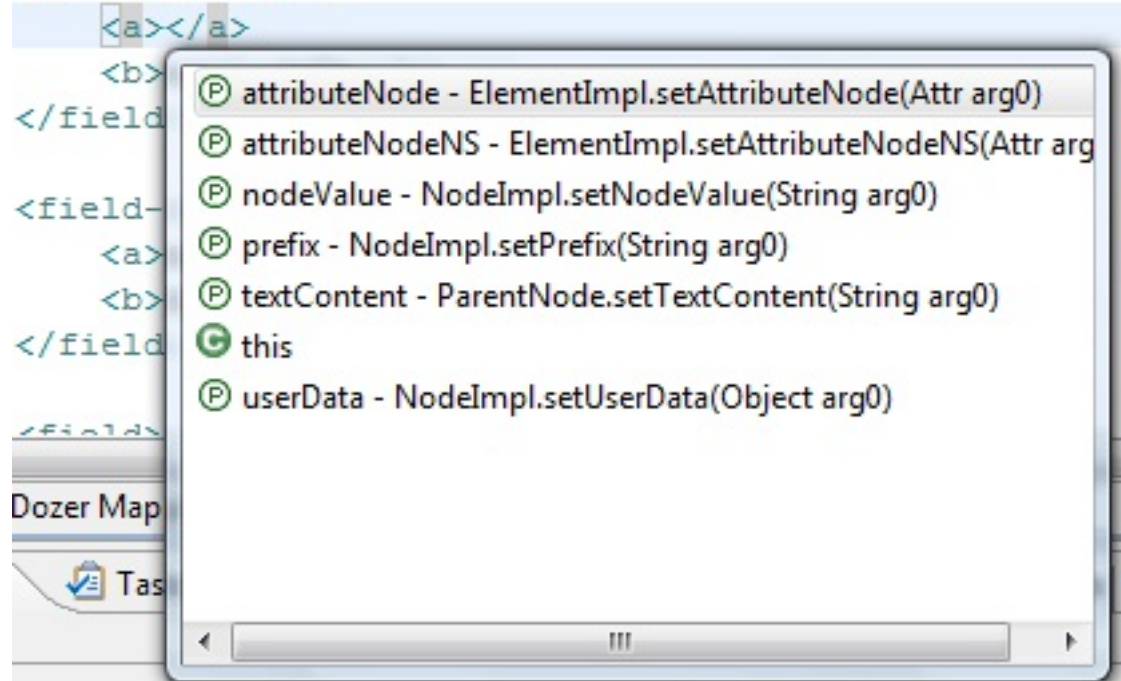 <a></a>
<b>
</field
<field-
<a>
<b>
</field
<field>
attributeNode - ElementImpl.setAttributeNode(Attr arg0)
attributeNodeNS - ElementImpl.setAttributeNodeNS(Attr arg
nodeValue - NodeImpl.setNodeValue(String arg0)
prefix - NodeImpl.setPrefix(String arg0)
textContent - ParentNode.setTextContent(String arg0)
this
userData - NodeImpl.setUserData(Object arg0)
Dozer Map
Tas